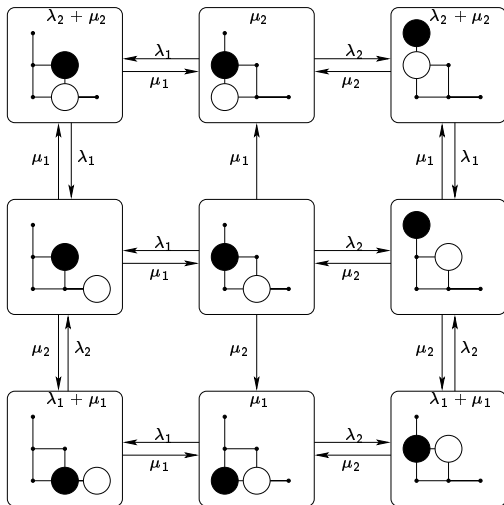 λ₂ + μ₂ μ₂ λ₂ + μ₂
λ₁ λ₂
μ₁ μ₂
μ₁ λ₁ μ₁ μ₁ λ₁
λ₁ λ₂
μ₁ μ₂
μ₂ λ₂ μ₂ μ₂ λ₂
λ₁ + μ₁ μ₁ λ₁ + μ₁
λ₁ λ₂
μ₁ μ₂